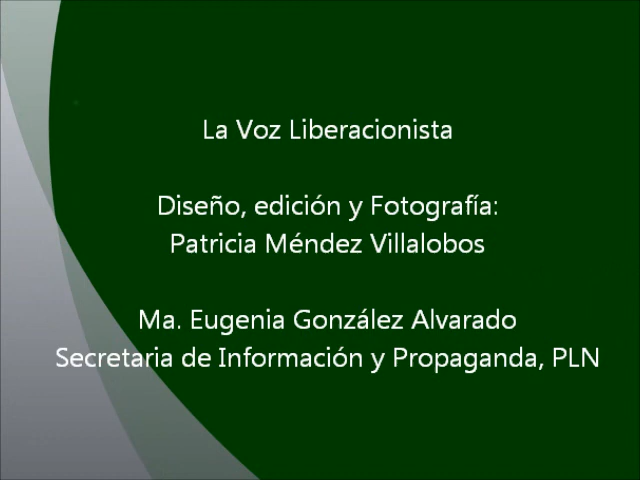 La Voz Liberacionista
Diseño, edición y Fotografía:
Patricia Méndez Villalobos
Ma. Eugenia González Alvarado
Secretaria de Información y Propaganda, PLN